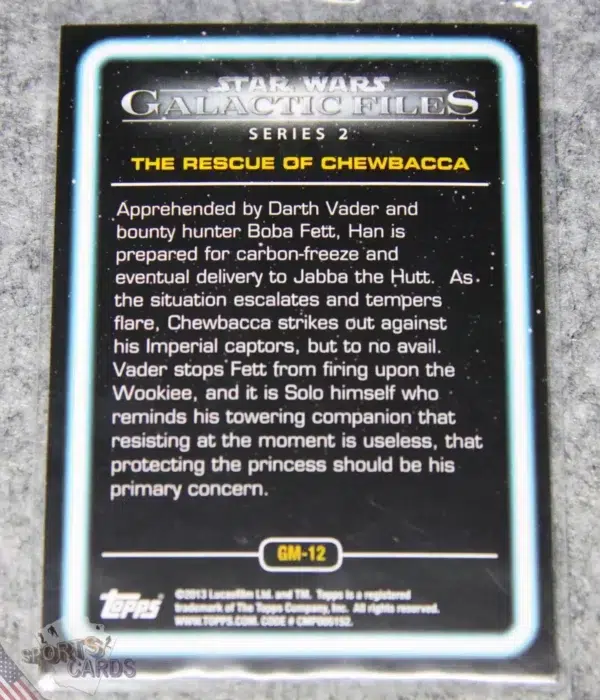 STAR WARS
GALACTIC FILES
SERIES 2
THE RESCUE OF CHEWBACCA
Apprehended by Darth Vader and
bounty hunter Boba Fett, Han is
prepared for carbon-freeze and
eventual delivery to Jabba the Hutt. As
the situation escalates and tempers
flare, Chewbacca strikes out against
his Imperial captors, but to no avail.
Vader stops Fett from firing upon the
Wookiee, and it is Solo himself who
reminds his towering companion that
resisting at the moment is useless, that
protecting the princess should be his
primary concern.
GM-12
Topps
©2013 Lucasfilm Ltd. and TM. Topps is a registered
trademark of The Topps Company, Inc. All rights reserved.
WWW.TOPPS.COM. CODE # CMP006152.
SPORTS
CARDS